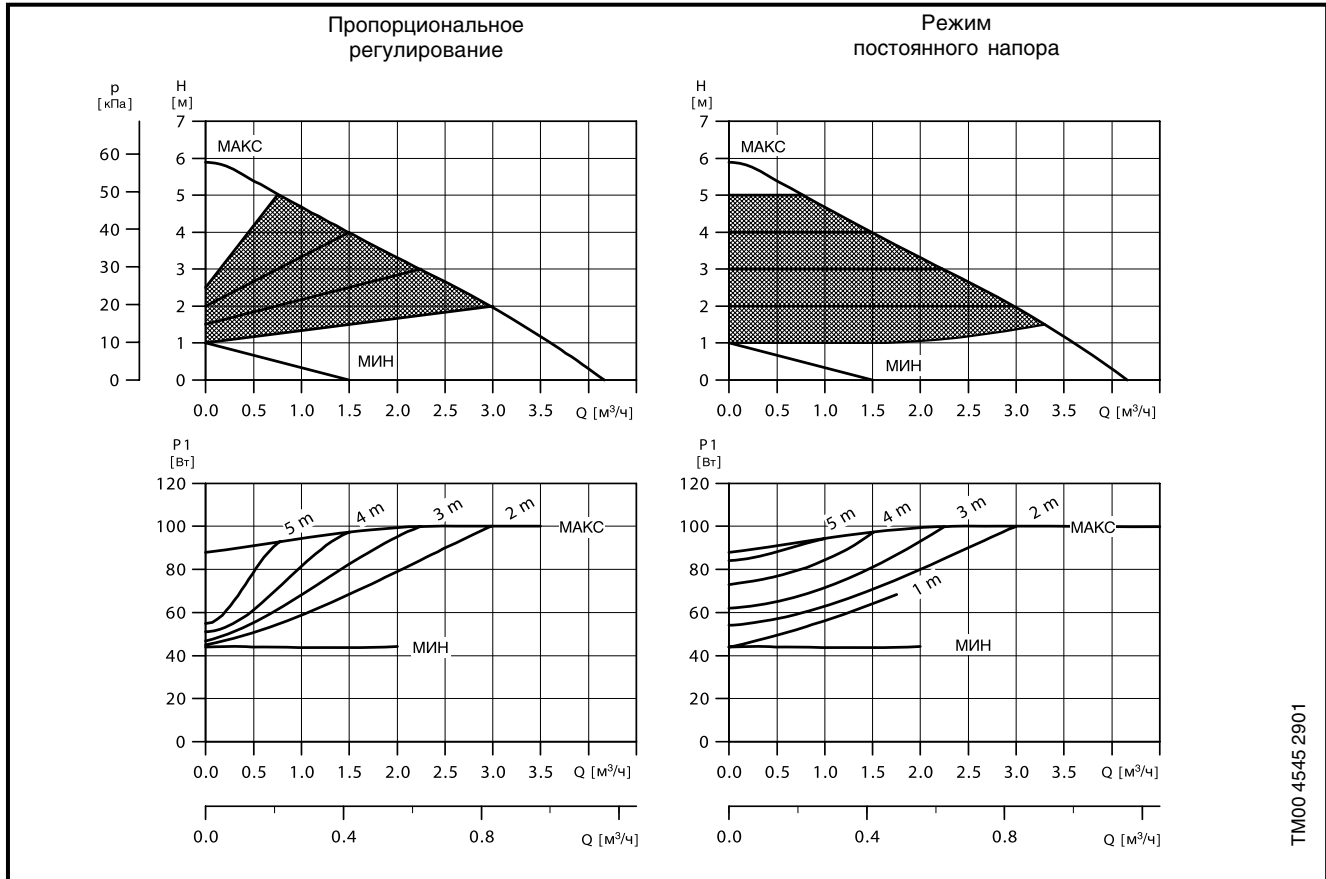 Пропорциональное
регулирование
Режим
постоянного напора
p
[кПа]
H
[м]
7
6
5
4
3
2
1
0
60
50
40
30
20
10
0
МАКС
МИН
0.0 0.5 1.0 1.5 2.0 2.5 3.0 3.5 Q [м³/ч]
H
[м]
7
6
5
4
3
2
1
0
МАКС
МИН
0.0 0.5 1.0 1.5 2.0 2.5 3.0 3.5 Q [м³/ч]
P1
[Вт]
120
100
80
60
40
20
0
5 m 4 m 3 m 2 m
МАКС
МИН
0.0 0.5 1.0 1.5 2.0 2.5 3.0 3.5 Q [м³/ч]
0.0 0.4 0.8 Q [м³/ч]
P1
[Вт]
120
100
80
60
40
20
0
5 m 4 m 3 m 2 m
МАКС
1 m
МИН
0.0 0.5 1.0 1.5 2.0 2.5 3.0 3.5 Q [м³/ч]
0.0 0.4 0.8 Q [м³/ч]
TM00 4545 2901